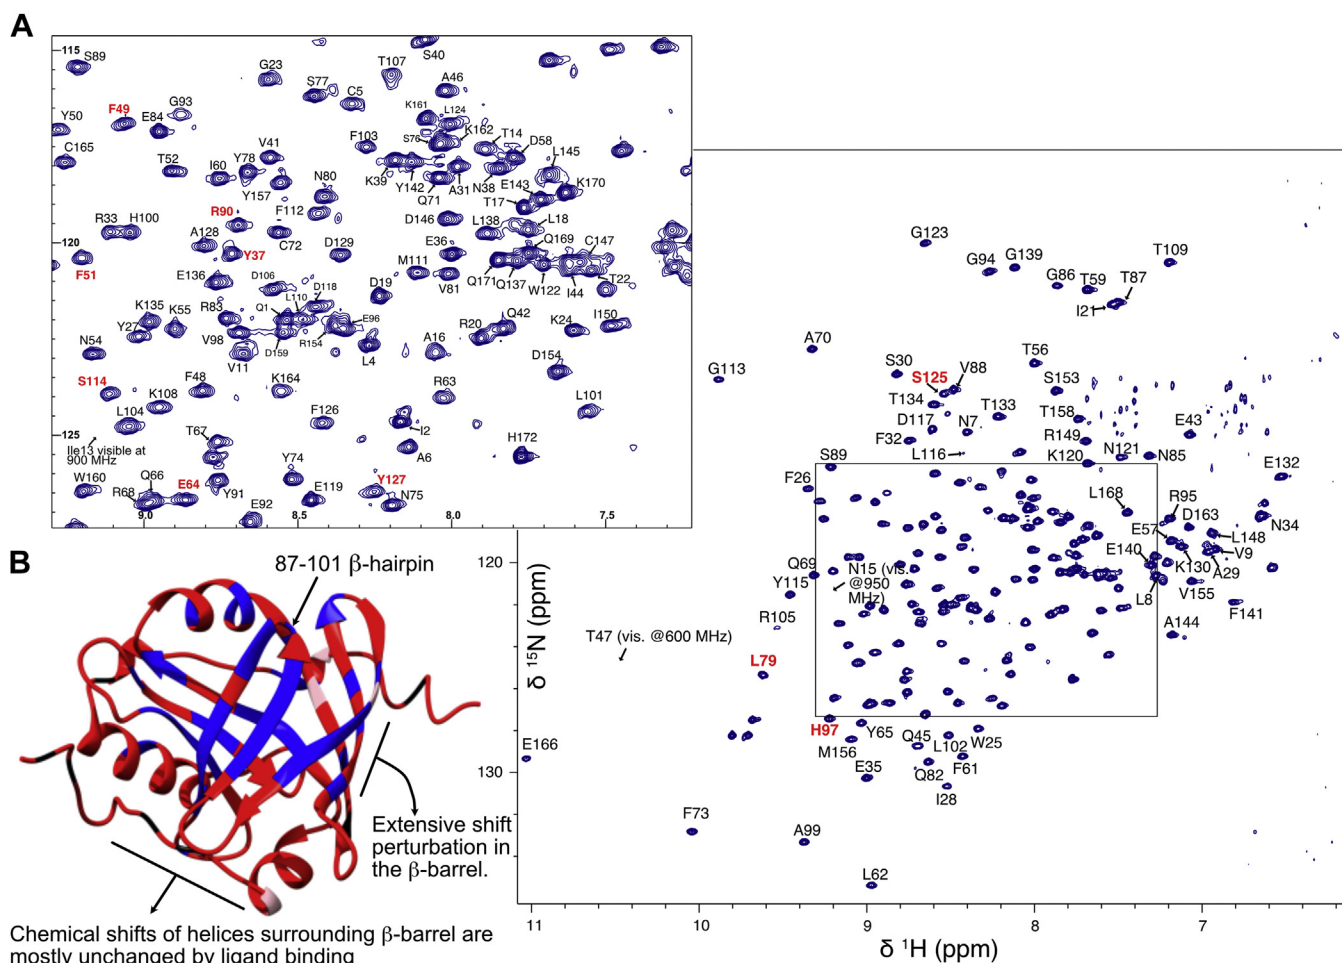 A
115
S89
G23
T107
S40
S77
C5
A46
F49
G93
Y50
E84
K161
L124
C165
V41
F103
S76
K162
T14
D58
T52
I60
Y78
L145
K39
Y142
A31
N38
E143
K170
Y157
N80
Q71
T17
R90
F112
R33
H100
D146
L138
L18
120
A128
Y37
C72
D129
E36
Q169
C147
F51
M111
V81
Q171
Q137
W122
I44
T22
E136
D106
D19
L110
D118
Q1
K135
K55
R83
E96
Q42
Y27
V98
R154
R20
K24
I150
N54
D159
V11
L4
A16
D154
S114
F48
K164
R63
K108
L101
L104
F126
125
T67
I2
Ile13 visible at
900 MHz
A6
H172
W160
Y74
Y127
Q66
R68
E64
Y91
E119
N75
E92
9.0
8.5
8.0
7.5
G123
G94
G139
T109
G86
T59
T87
I21
A70
G113
S30
V88
T56
S125
S153
T134
T133
T158
D117
N7
E43
F32
R149
L116
K120
N121
N85
S89
E132
F26
L168
R95
D163
E57
N34
L148
E140
V9
K130
A29
Q69
N15 (vis.
@950
MHz)
Y115
L8
V155
R105
F141
A144
T47 (vis. @600 MHz)
L79
H97
Y65
M156
Q45
W25
L102
E35
Q82
F61
I28
E166
F73
A99
L62
120
130
δ 15N (ppm)
11
10
9
8
7
δ 1H (ppm)
B
87-101 β-hairpin
Extensive shift
perturbation in
the β-barrel.
Chemical shifts of helices surrounding β-barrel are
mostly unchanged by ligand binding